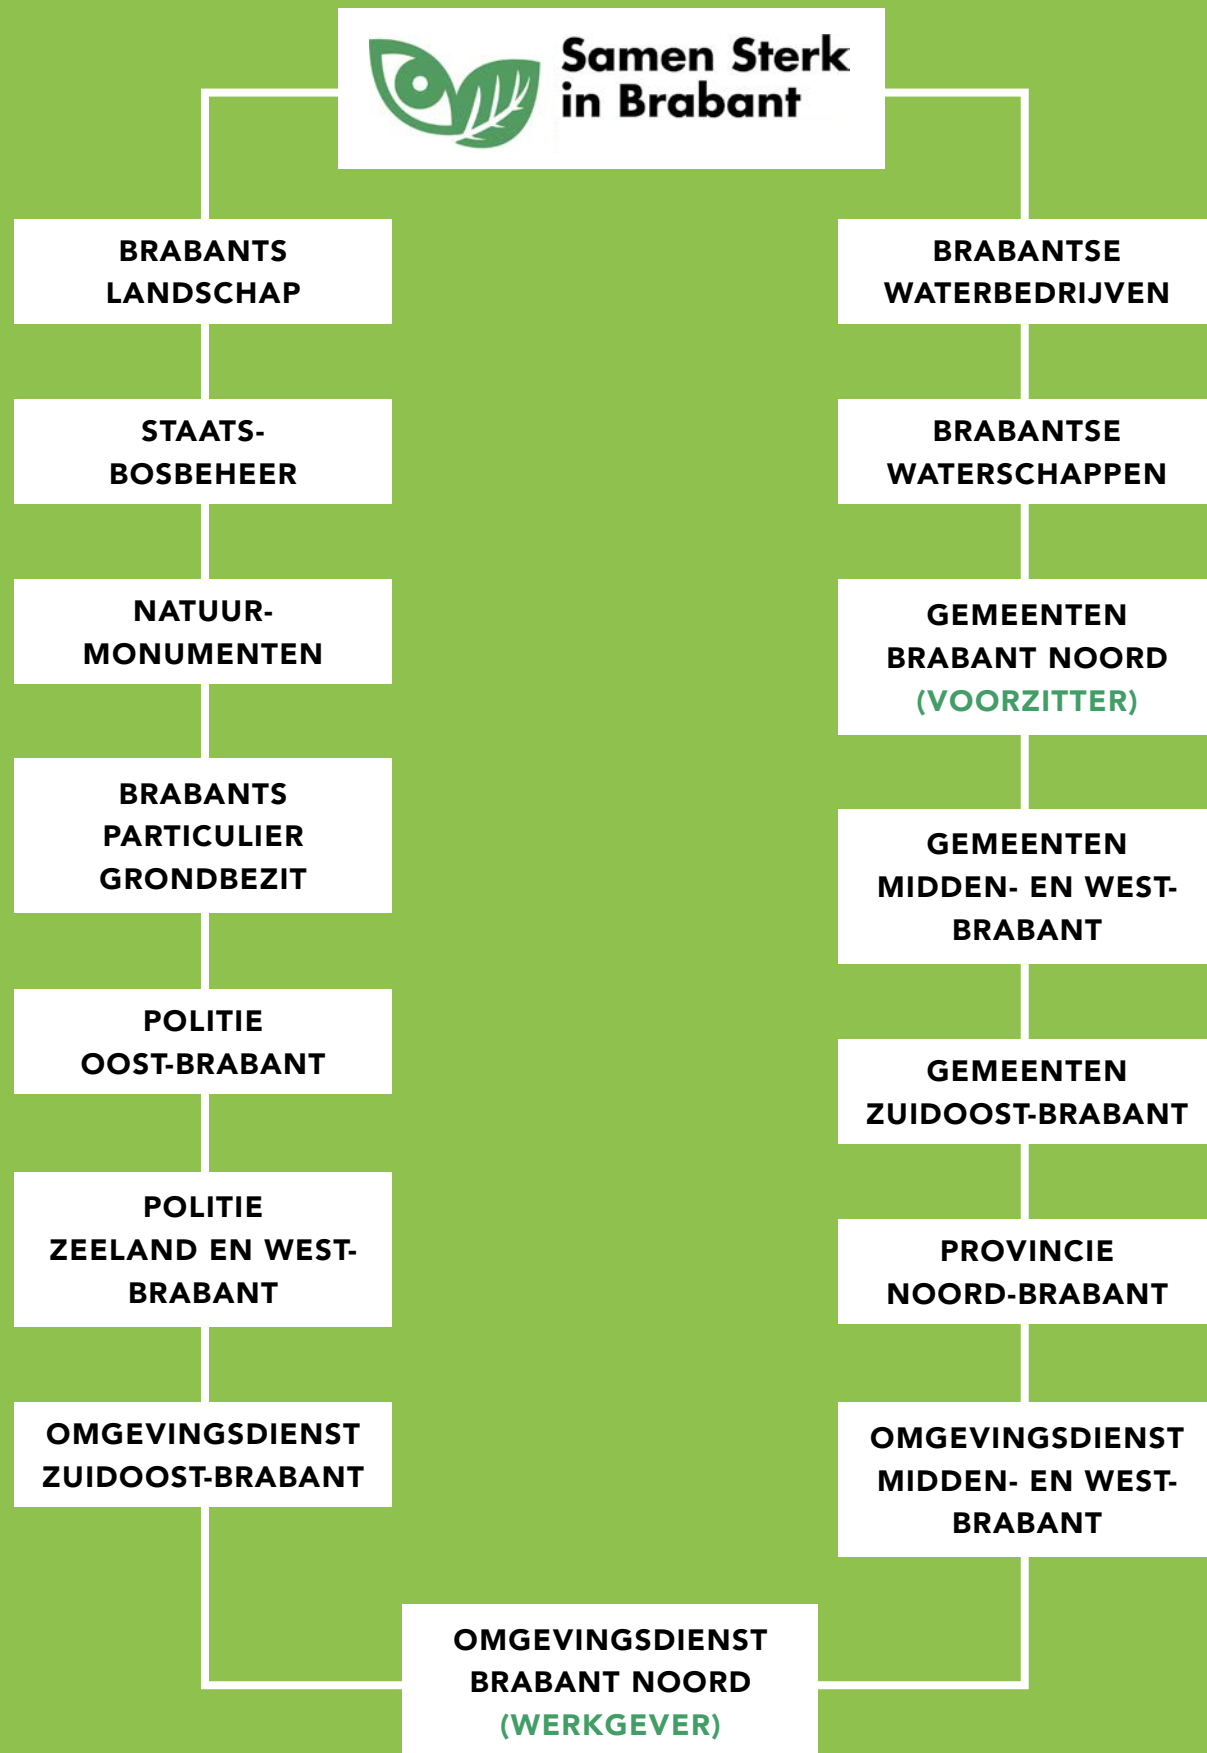 Samen Sterk
in Brabant
BRABANTS
LANDSCHAP
STAATS-
BOSBEHEER
NATUUR-
MONUMENTEN
BRABANTS
PARTICULIER
GRONDBEZIT
POLITIE
OOST-BRABANT
POLITIE
ZEELAND EN WEST-
BRABANT
OMGEVINGSDIENST
ZUIDOOST-BRABANT
BRABANTSE
WATERBEDRIJVEN
BRABANTSE
WATERSCHAPPEN
GEMEENTEN
BRABANT NOORD
(VOORZITTER)
GEMEENTEN
MIDDEN- EN WEST-
BRABANT
GEMEENTEN
ZUIDOOST-BRABANT
PROVINCIE
NOORD-BRABANT
OMGEVINGSDIENST
MIDDEN- EN WEST-
BRABANT
OMGEVINGSDIENST
BRABANT NOORD
(WERKGEVER)